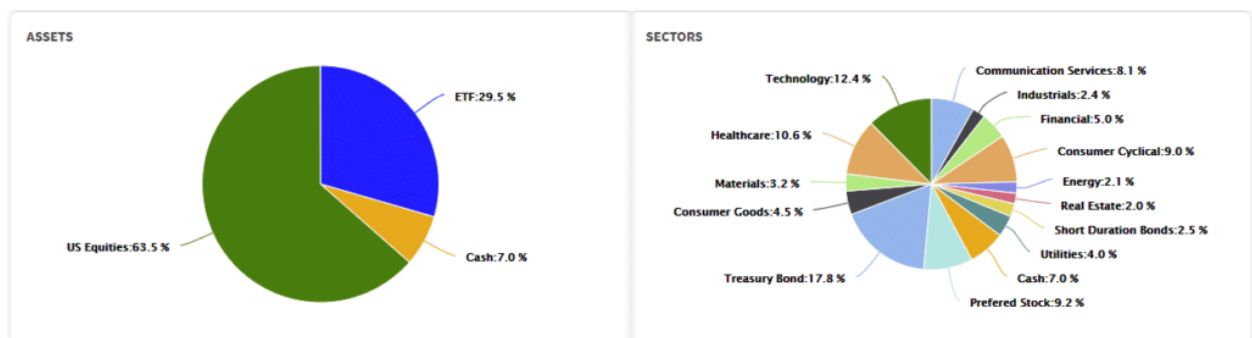 ASSETS
ETF:29.5 %
Cash:7.0 %
US Equities:63.5 %
SECTORS
Communication Services:8.1 %
Industrials:2.4 %
Financial:5.0 %
Consumer Cyclical:9.0 %
Energy:2.1 %
Real Estate:2.0 %
Short Duration Bonds:2.5 %
Utilities:4.0 %
Cash:7.0 %
Prefered Stock:9.2 %
Treasury Bond:17.8 %
Consumer Goods:4.5 %
Materials:3.2 %
Healthcare:10.6 %
Technology:12.4 %